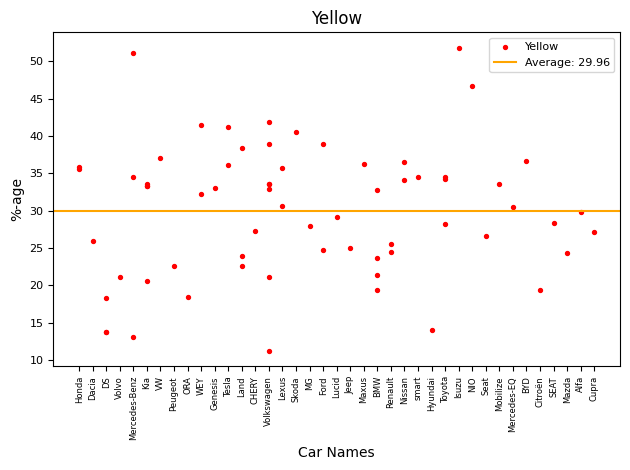 Yellow
Yellow
Average: 29.96
50
45
40
35
30
25
20
15
10
%-age
Honda
Dacia
DS
Volvo
Mercedes-Benz
Kia
VW
Peugeot
ORA
WEY
Genesis
Tesla
Land
CHERY
Volkswagen
Lexus
Skoda
MG
Ford
Lucid
Jeep
Maxus
BMW
Renault
Nissan
smart
Hyundai
Toyota
Isuzu
NIO
Seat
Mobilize
Mercedes-EQ
BYD
Citroën
SEAT
Mazda
Alfa
Cupra
Car Names